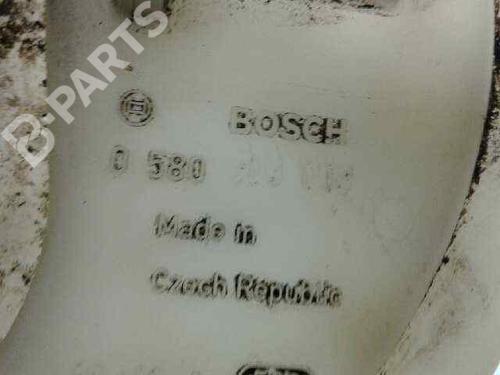 B PARTS
BOSCH
0 580
Made in
Czech Republic